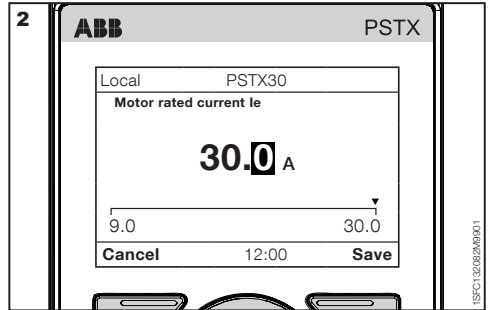 2
ABB PSTX
Local PSTX30
Motor rated current Ie
30.0 A
9.0 30.0
Cancel 12:00 Save
1SFC132082M9901